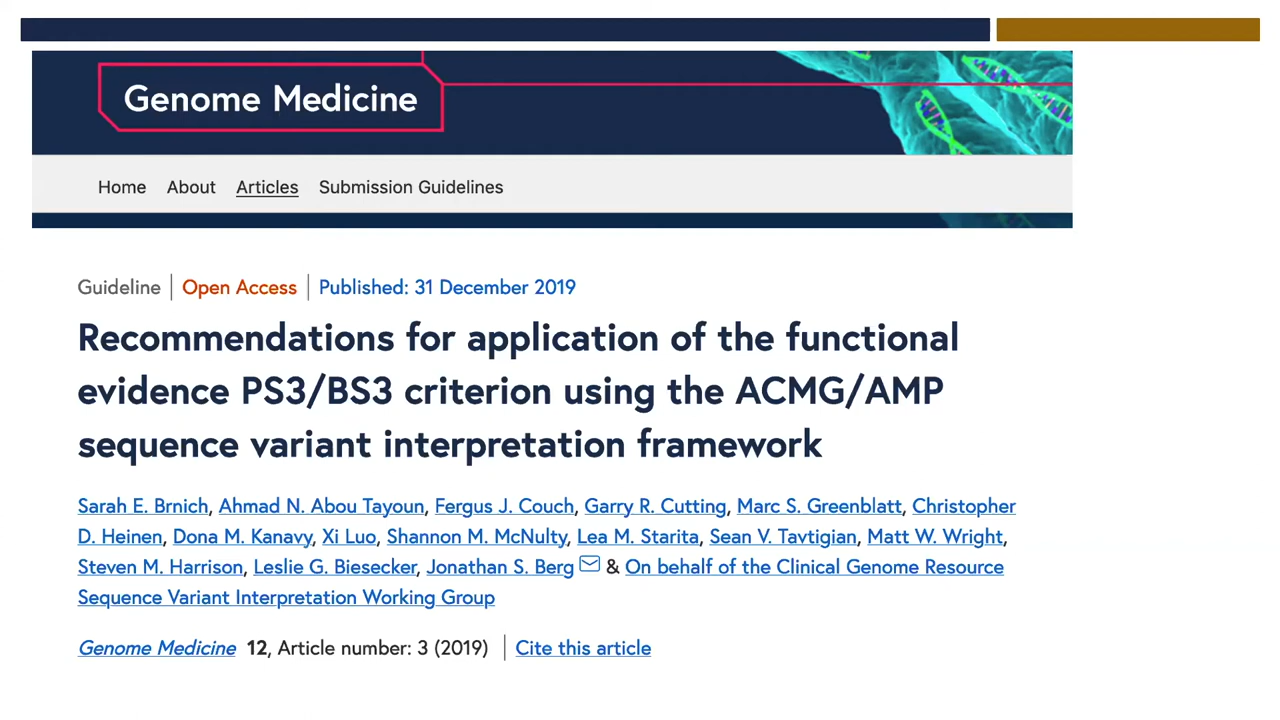 Genome Medicine
Home About Articles Submission Guidelines
Guideline | Open Access | Published: 31 December 2019
Recommendations for application of the functional
evidence PS3/BS3 criterion using the ACMG/AMP
sequence variant interpretation framework
Sarah E. Brnich, Ahmad N. Abou Tayoun, Fergus J. Couch, Garry R. Cutting, Marc S. Greenblatt, Christopher
D. Heinen, Dona M. Kanavy, Xi Luo, Shannon M. McNulty, Lea M. Starita, Sean V. Tavtigian, Matt W. Wright,
Steven M. Harrison, Leslie G. Biesecker, Jonathan S. Berg & On behalf of the Clinical Genome Resource
Sequence Variant Interpretation Working Group
Genome Medicine 12, Article number: 3 (2019) | Cite this article